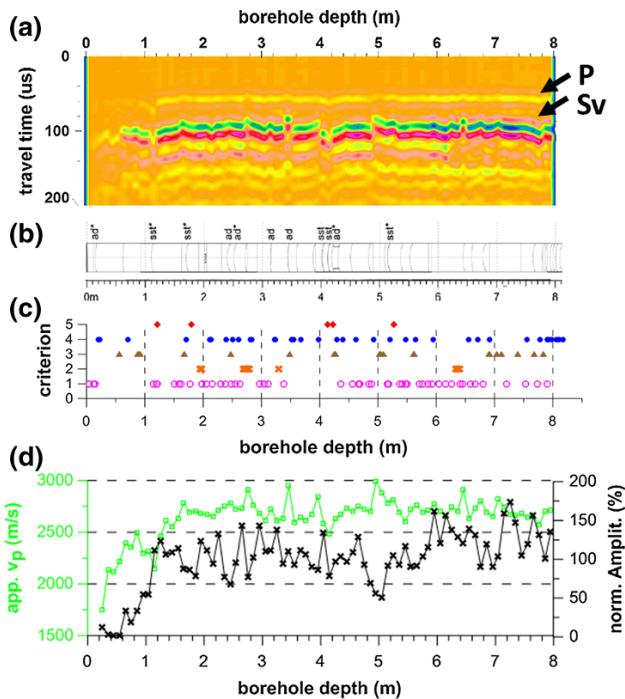 (a)
borehole depth (m)
0 1 2 3 4 5 6 7 8
travel time (us)
0
100
200
P
Sv
(b)
ad* sst* sst* ad ad* ad ad sst sst ad* sst*
0m 1 2 3 4 5 6 7 8
(c)
criterion
5
4
3
2
1
0
0 1 2 3 4 5 6 7 8
borehole depth (m)
(d)
app. vp (m/s)
3000
2500
2000
1500
200
150
100
50
0
norm. Amplit. (%)
0 1 2 3 4 5 6 7 8
borehole depth (m)